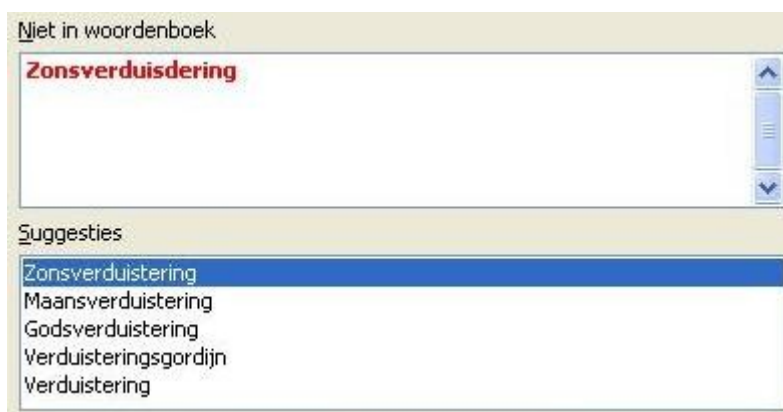 Niet in woordenboek
Zonsverduisdering
Suggesties
Zonsverduistering
Maansverduistering
Godsverduistering
Verduisteringsgordijn
Verduistering